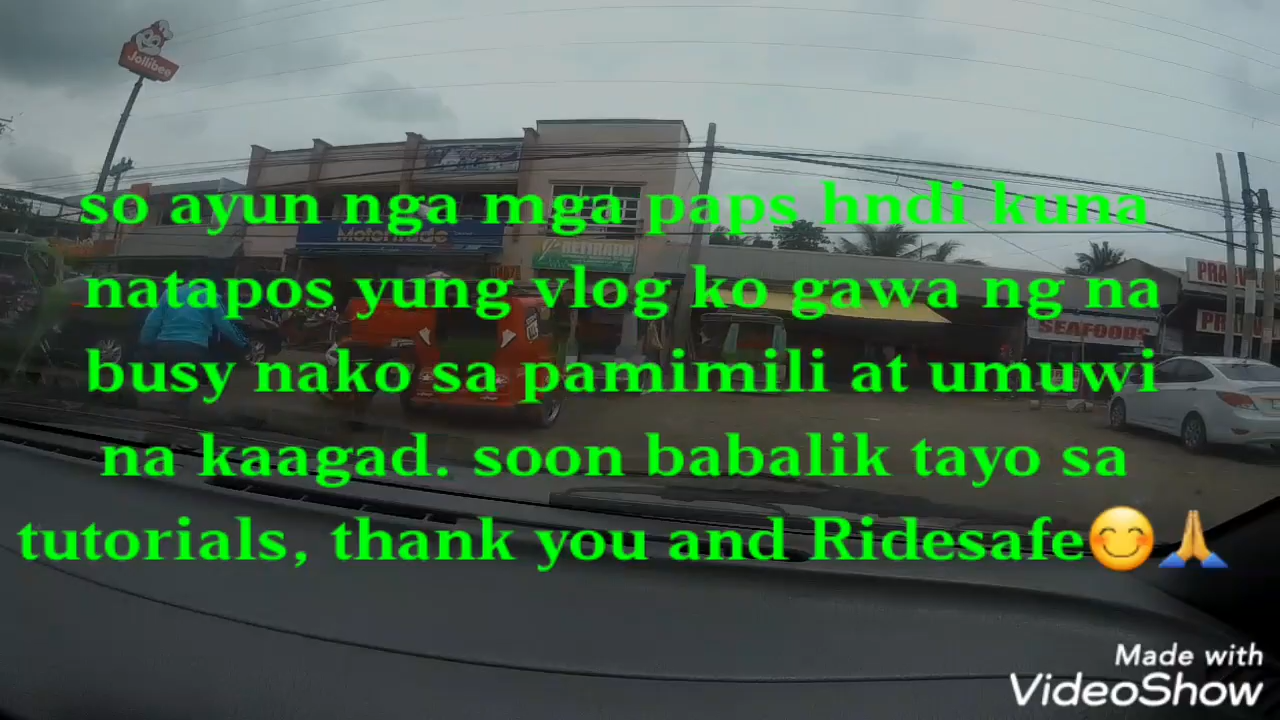 Jollibee
so ayun nga mga paps hndi kuna
natapos yung vlog ko gawa ng na
busy nako sa pamimili at umuwi
na kaagad. soon babalik tayo sa
tutorials, thank you and Ridesafe😊🙏
Motortrade
SEAFOODS
Made with
VideoShow